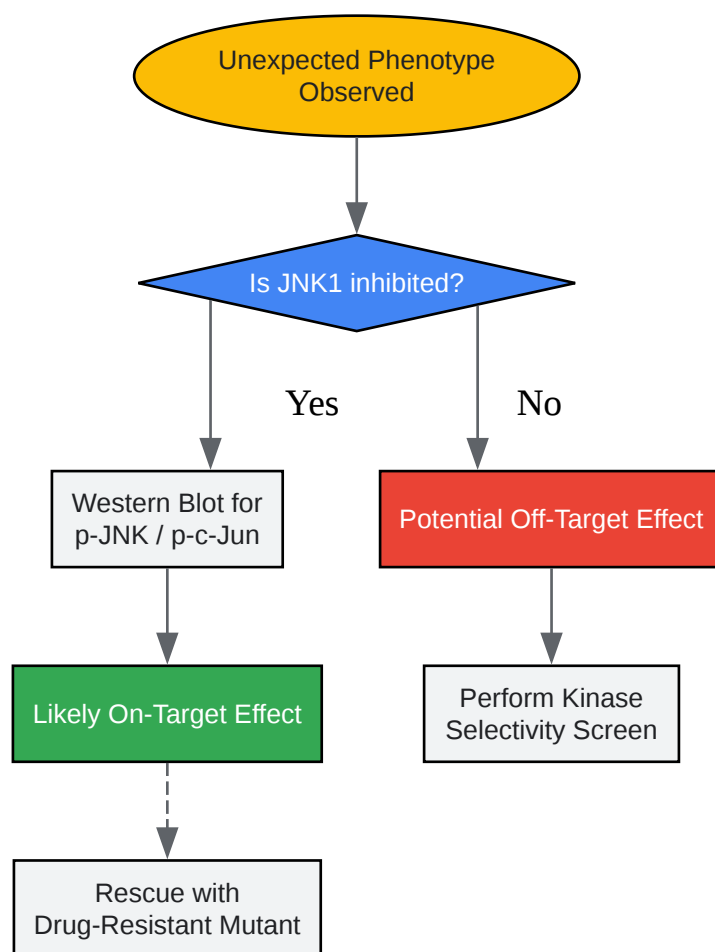 Unexpected Phenotype
Observed
Is JNK1 inhibited?
Yes
No
Western Blot for
p-JNK / p-c-Jun
Potential Off-Target Effect
Likely On-Target Effect
Perform Kinase
Selectivity Screen
Rescue with
Drug-Resistant Mutant